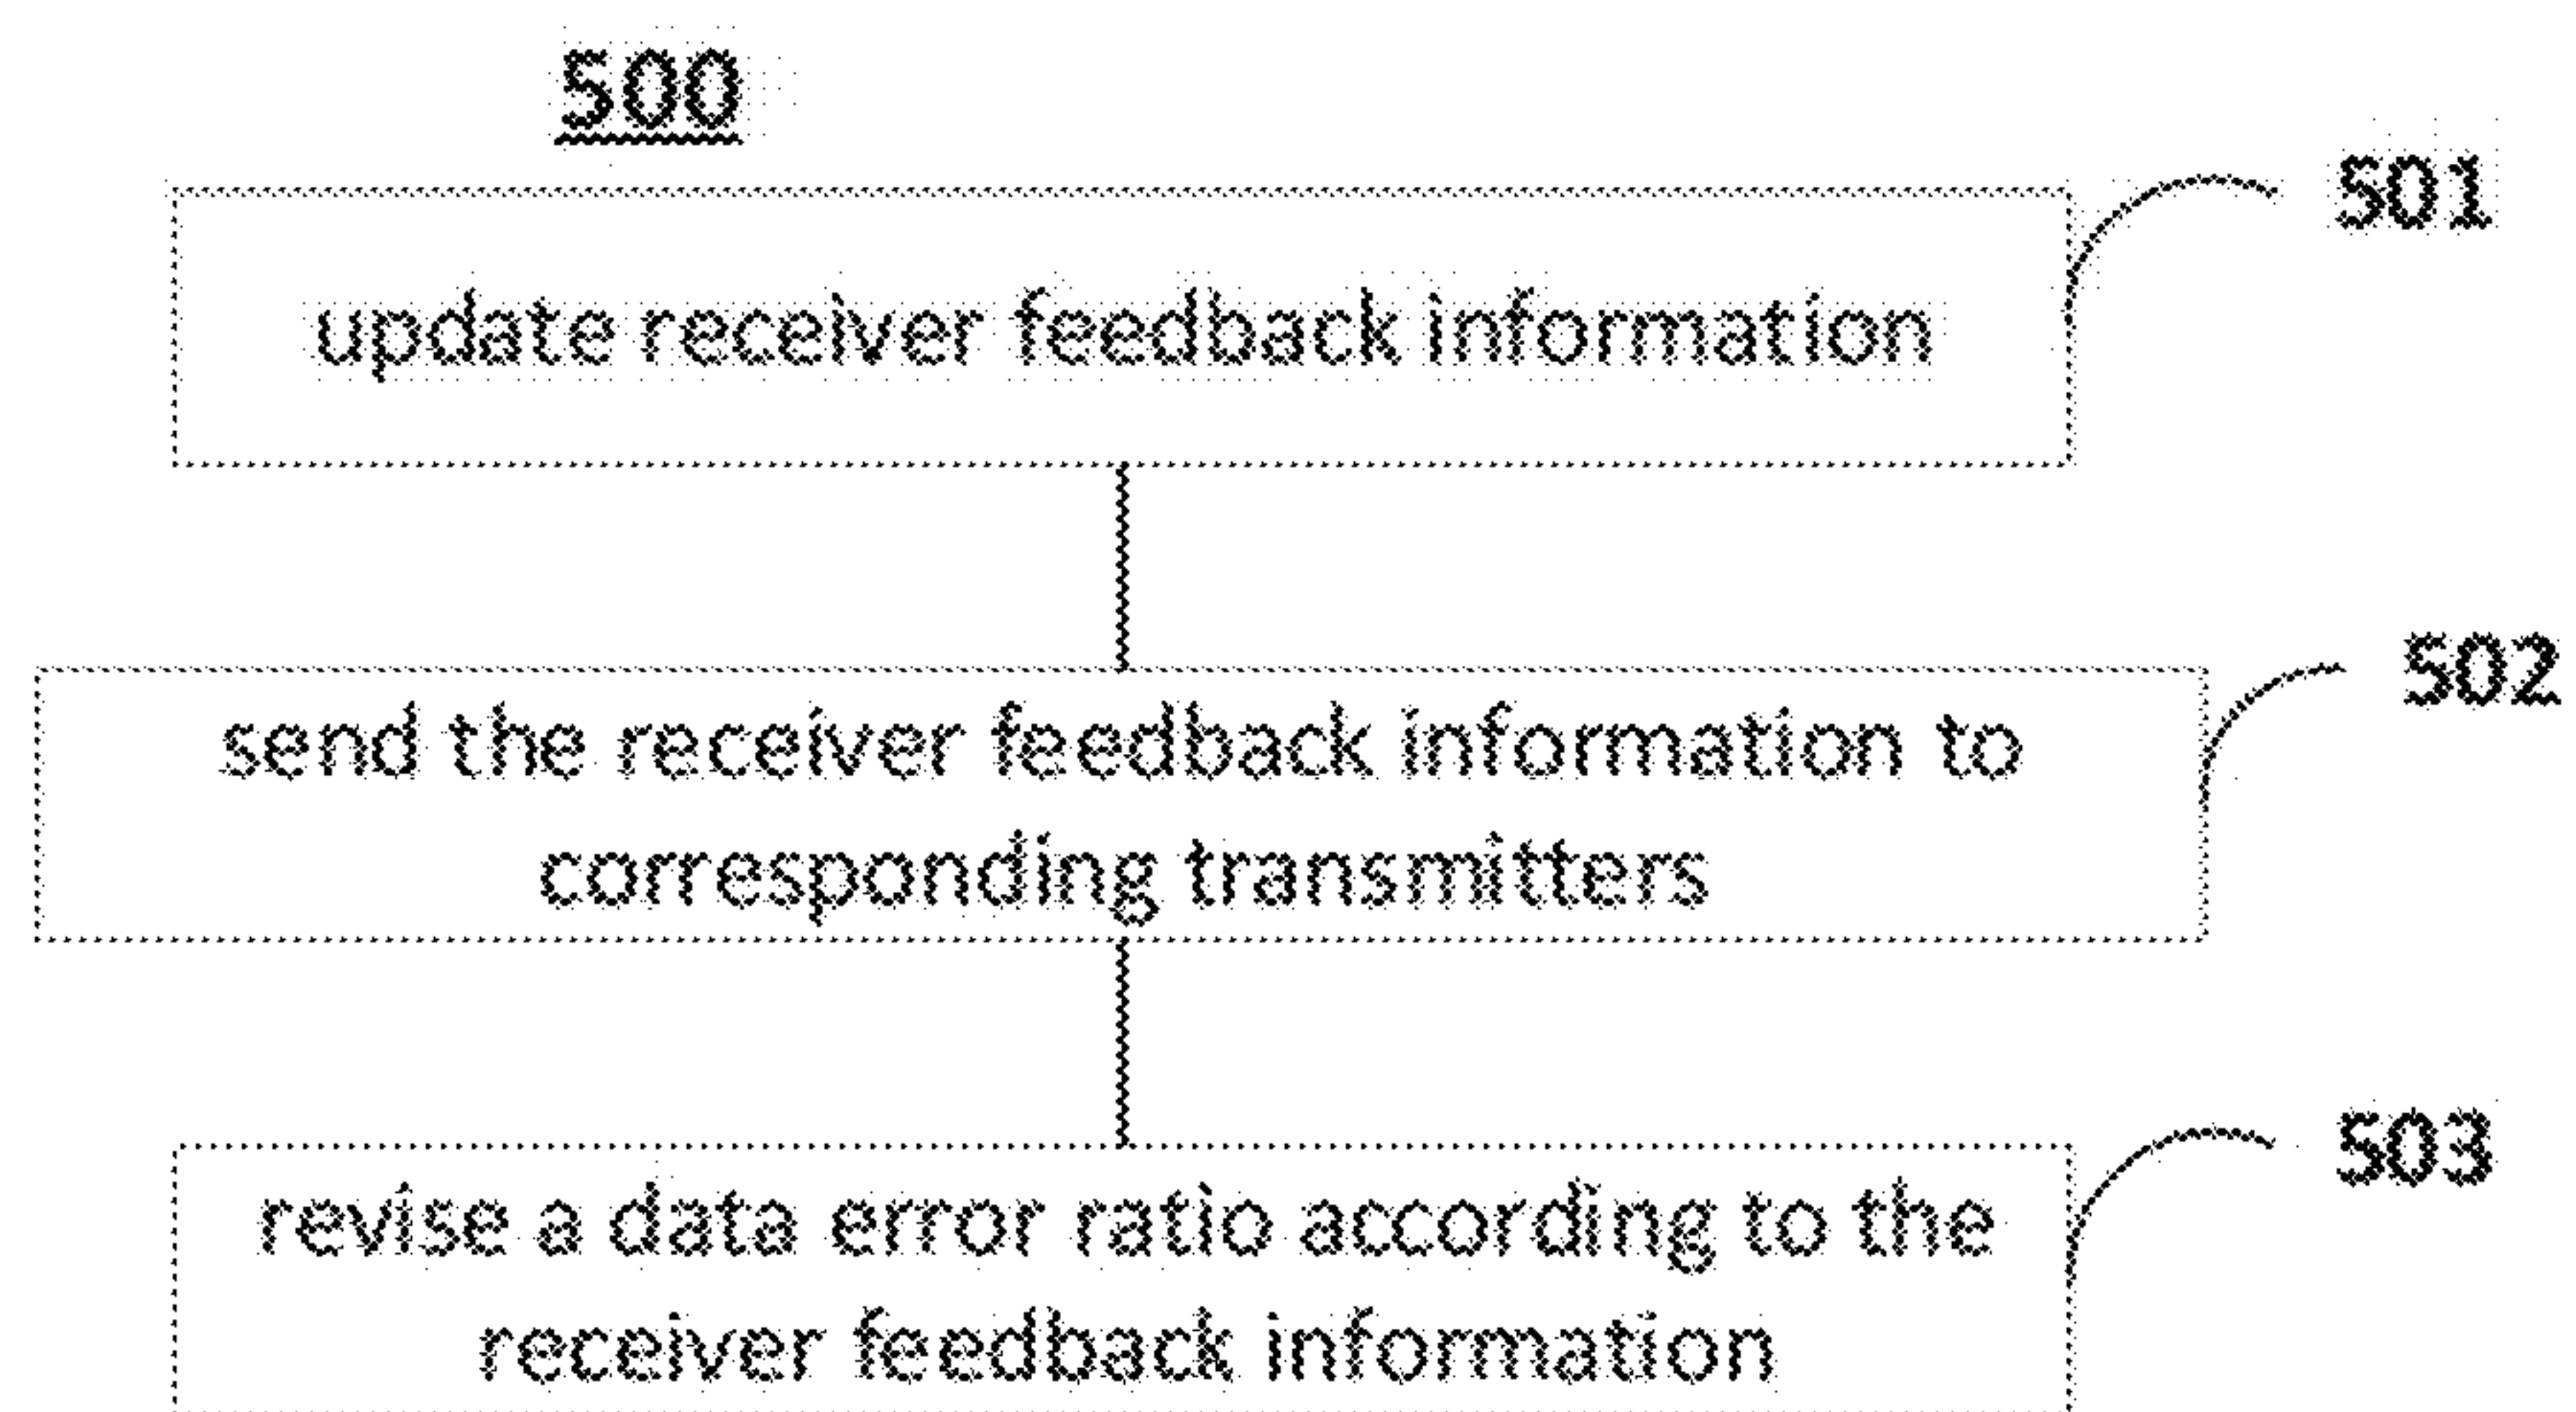 500
501
update receiver feedback information
502
send the receiver feedback information to
corresponding transmitters
503
revise a data error ratio according to the
receiver feedback information